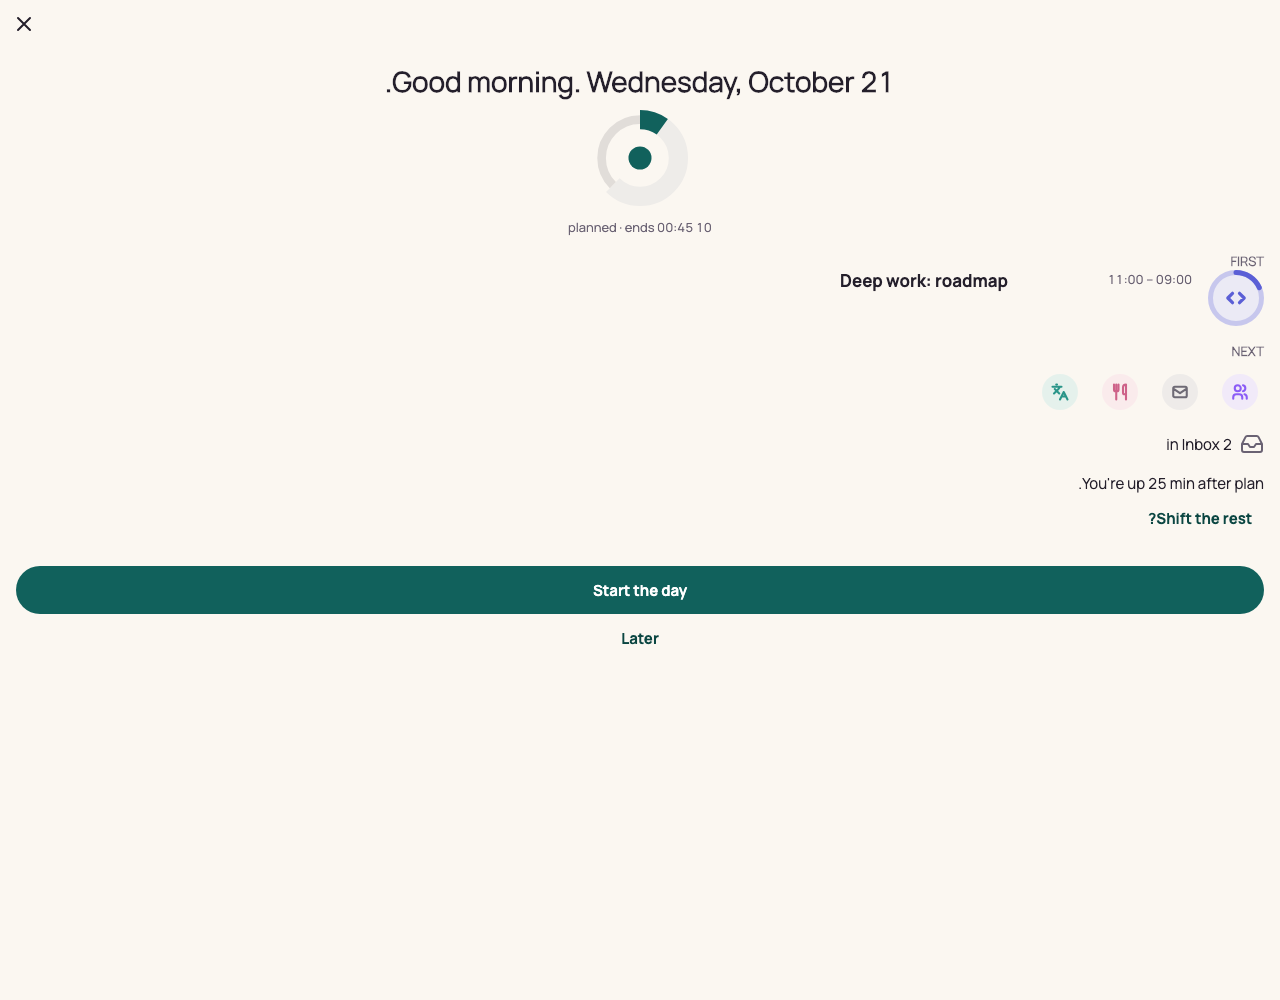 .Good morning. Wednesday, October 21
planned · ends 00:45 10
FIRST
11:00 – 09:00
Deep work: roadmap
NEXT
in Inbox 2
.You're up 25 min after plan
?Shift the rest
Start the day
Later